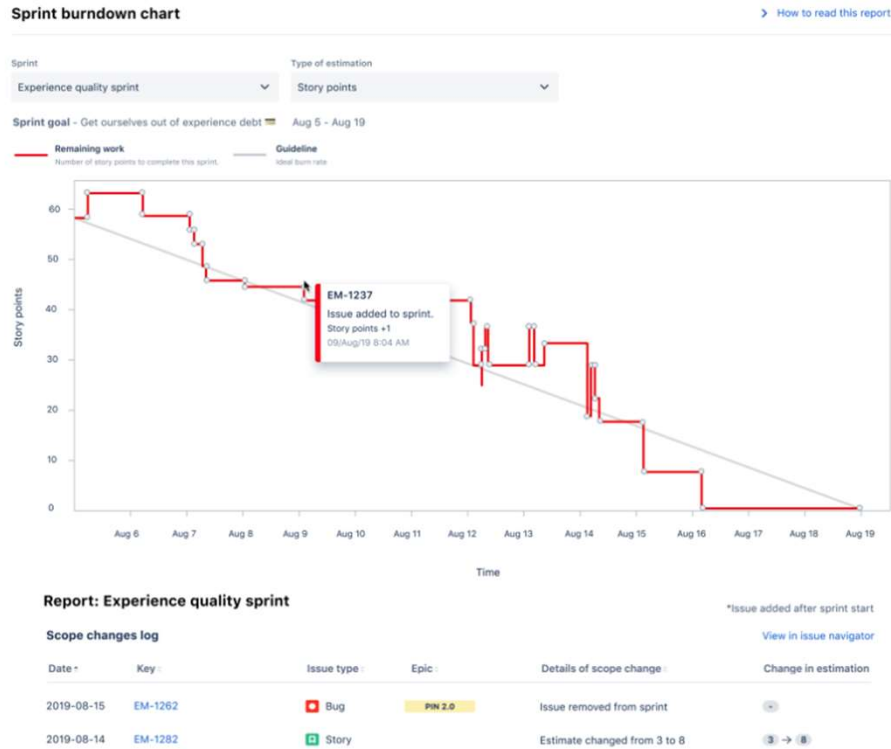 Sprint burndown chart
How to read this report
Sprint
Type of estimation
Experience quality sprint
Story points
Sprint goal - Get ourselves out of experience debt 💳 Aug 5 - Aug 19
Remaining work
Number of story points to complete this sprint.
Guideline
Ideal burn rate
Story points
60
50
40
30
20
10
0
EM-1237
Issue added to sprint.
Story points +1
09/Aug/19 8:04 AM
Aug 6 Aug 7 Aug 8 Aug 9 Aug 10 Aug 11 Aug 12 Aug 13 Aug 14 Aug 15 Aug 16 Aug 17 Aug 18 Aug 19
Time
Report: Experience quality sprint
*Issue added after sprint start
Scope changes log
View in issue navigator
Date Key Issue type Epic Details of scope change Change in estimation
2019-08-15 EM-1262 Bug PIN 2.0 Issue removed from sprint -
2019-08-14 EM-1282 Story Estimate changed from 3 to 8 3 → 8